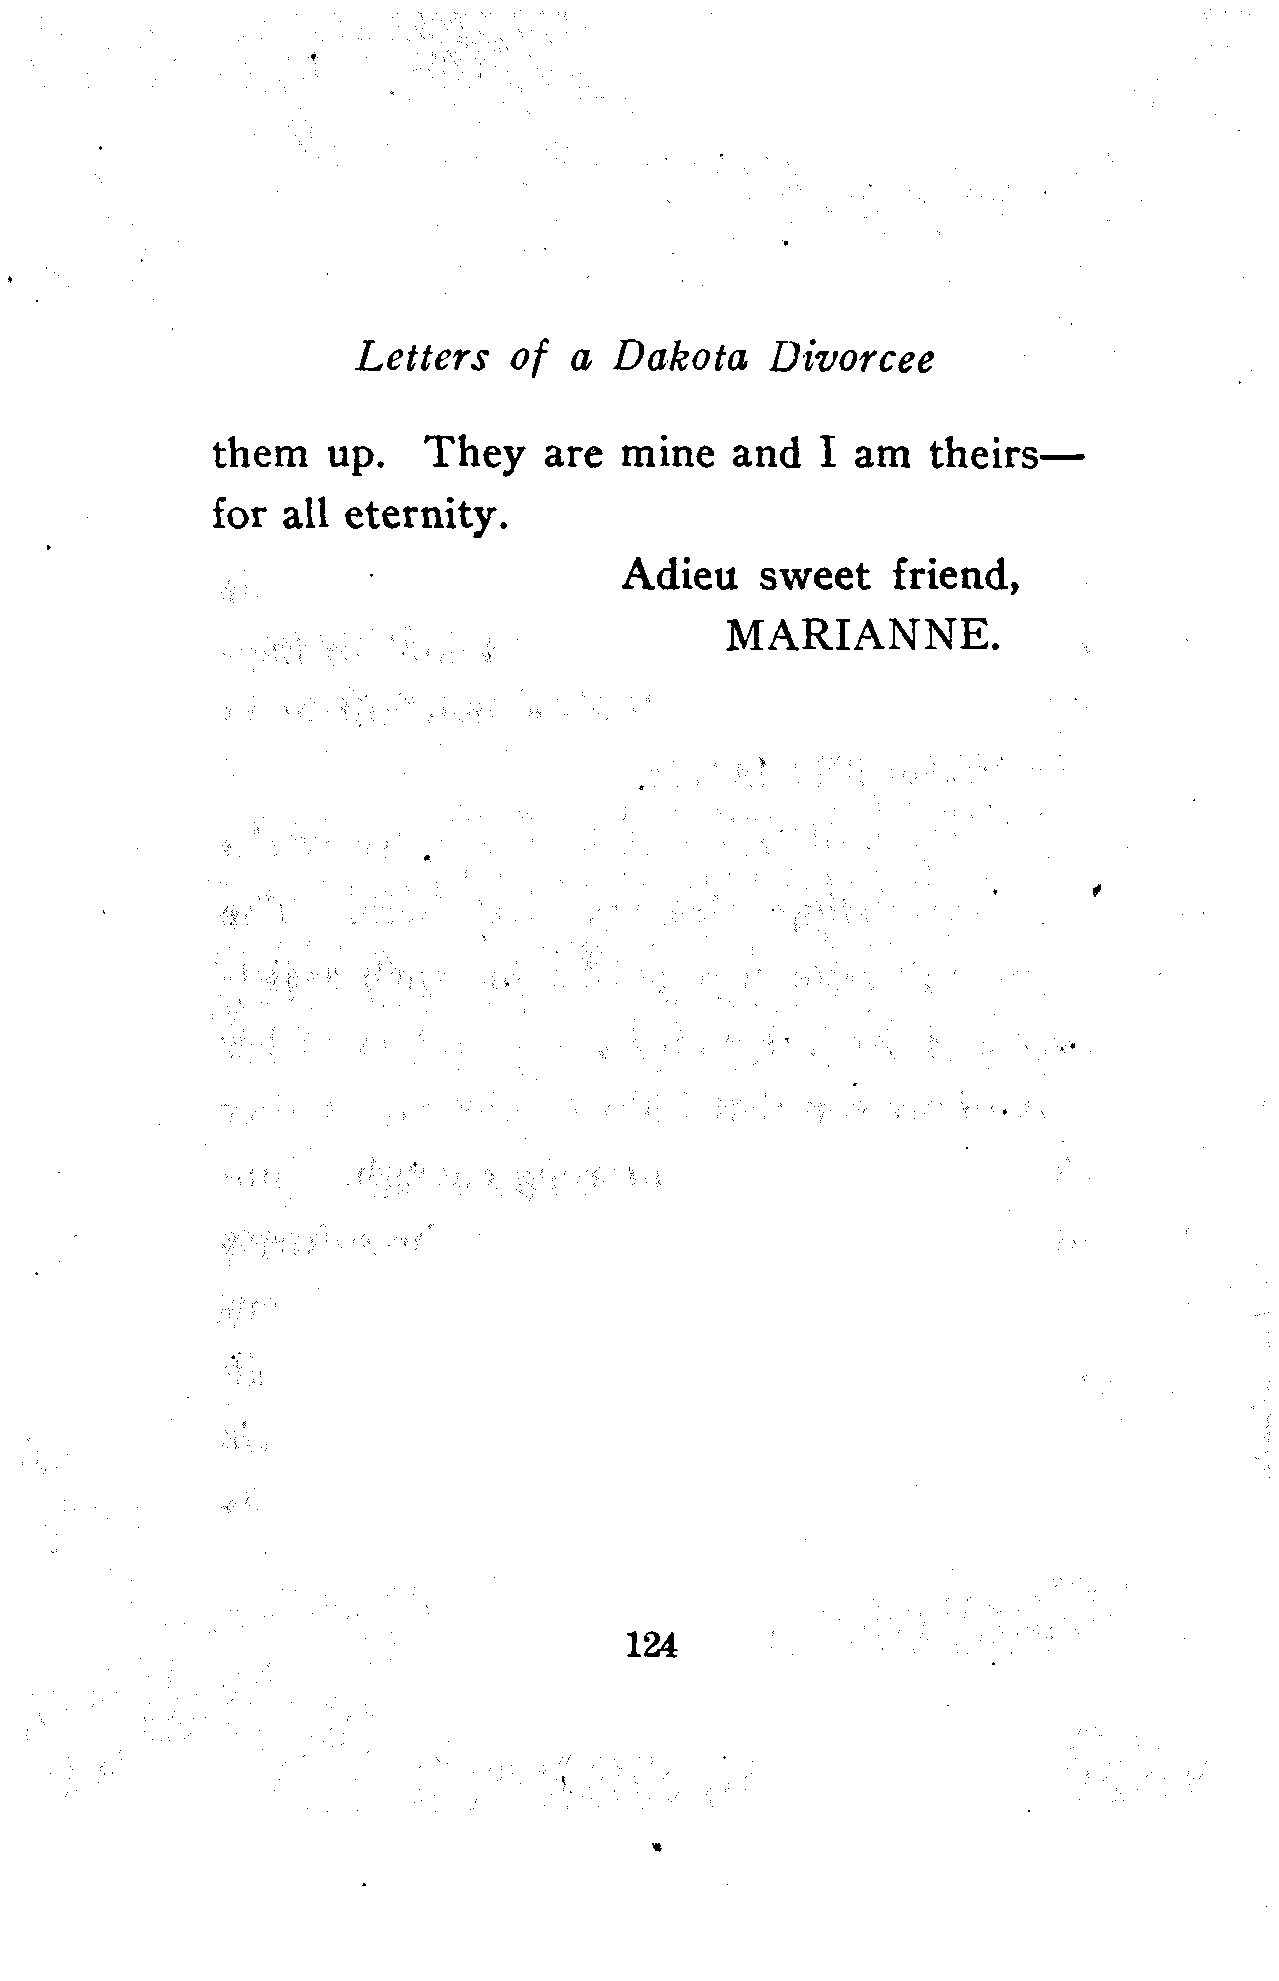 Letters of a Dakota Divorcee
them up. They are mine and I am theirs—
for all eternity.
Adieu sweet friend,
MARIANNE.
124